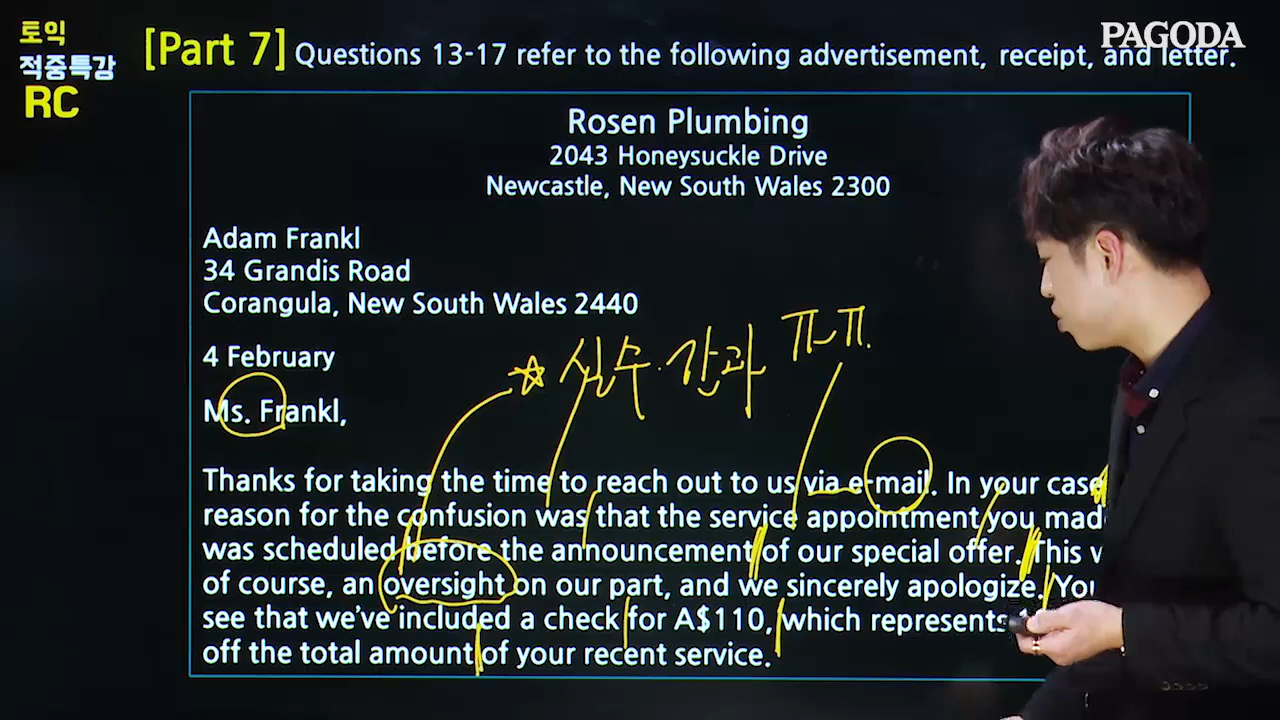 토익
적중특강
RC
[Part 7] Questions 13-17 refer to the following advertisement, receipt, and letter.
PAGODA
Rosen Plumbing
2043 Honeysuckle Drive
Newcastle, New South Wales 2300
Adam Frankl
34 Grandis Road
Corangula, New South Wales 2440
4 February
실수. 간과 ㅠㅠ.
Ms. Frankl,
Thanks for taking the time to reach out to us via e-mail. In your case
reason for the confusion was that the service appointment you mad
was scheduled before the announcement of our special offer. This
of course, an oversight on our part, and we sincerely apologize. You
see that we've included a check for A$110, which represents
off the total amount of your recent service.